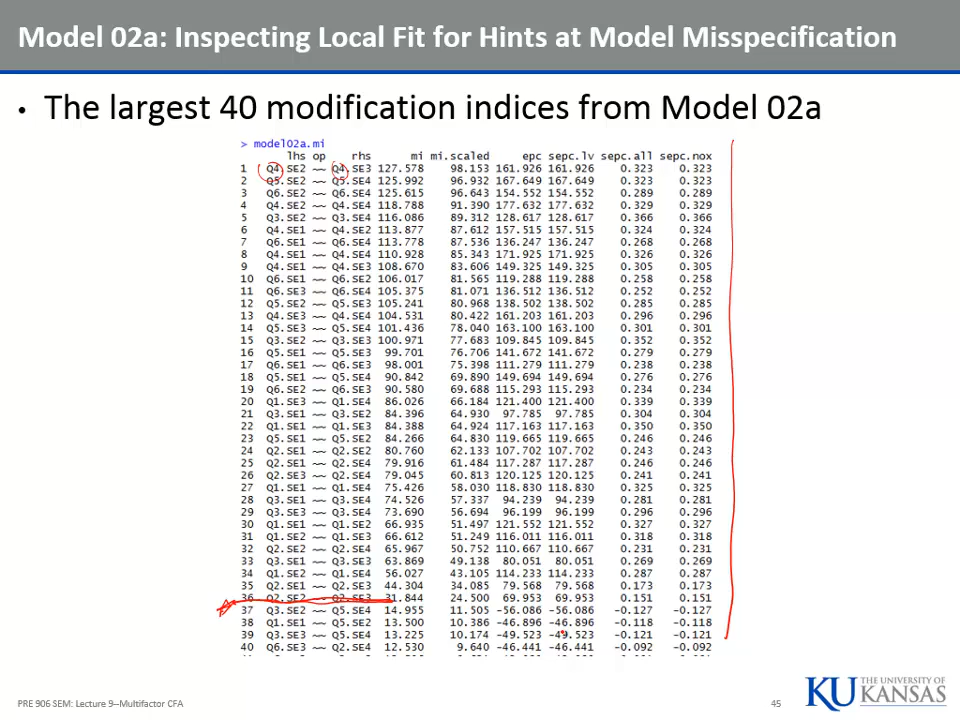 Model 02a: Inspecting Local Fit for Hints at Model Misspecification
• The largest 40 modification indices from Model 02a
> model02a.mi
lhs op rhs mi mi.scaled epc sepc.lv sepc.all sepc.nox
1 Q4.SE2 ~~ Q4.SE3 127.578 98.153 161.926 161.926 0.323 0.323
2 Q5.SE2 ~~ Q5.SE4 125.992 96.932 167.649 167.649 0.323 0.323
3 Q6.SE2 ~~ Q6.SE4 125.615 96.643 154.552 154.552 0.289 0.289
4 Q4.SE2 ~~ Q4.SE4 118.788 91.390 177.632 177.632 0.329 0.329
5 Q3.SE2 ~~ Q3.SE4 116.086 89.312 128.617 128.617 0.366 0.366
6 Q4.SE1 ~~ Q4.SE2 113.877 87.612 157.515 157.515 0.324 0.324
7 Q6.SE1 ~~ Q6.SE4 113.778 87.536 136.247 136.247 0.268 0.268
8 Q4.SE1 ~~ Q4.SE4 110.928 85.343 171.925 171.925 0.326 0.326
9 Q4.SE1 ~~ Q4.SE3 108.670 83.606 149.325 149.325 0.305 0.305
10 Q6.SE1 ~~ Q6.SE2 106.017 81.565 119.288 119.288 0.258 0.258
11 Q6.SE3 ~~ Q6.SE4 105.375 81.071 136.512 136.512 0.252 0.252
12 Q5.SE2 ~~ Q5.SE3 105.241 80.968 138.502 138.502 0.285 0.285
13 Q4.SE3 ~~ Q4.SE4 104.531 80.422 161.203 161.203 0.296 0.296
14 Q5.SE3 ~~ Q5.SE4 101.436 78.040 163.100 163.100 0.301 0.301
15 Q3.SE2 ~~ Q3.SE3 100.971 77.683 109.845 109.845 0.352 0.352
16 Q5.SE1 ~~ Q5.SE3 99.701 76.706 141.672 141.672 0.279 0.279
17 Q6.SE1 ~~ Q6.SE3 98.001 75.398 111.279 111.279 0.238 0.238
18 Q5.SE1 ~~ Q5.SE4 90.842 69.890 149.694 149.694 0.276 0.276
19 Q6.SE2 ~~ Q6.SE3 90.580 69.688 115.293 115.293 0.234 0.234
20 Q1.SE3 ~~ Q1.SE4 86.026 66.184 121.400 121.400 0.339 0.339
21 Q3.SE1 ~~ Q3.SE2 84.396 64.930 97.785 97.785 0.304 0.304
22 Q1.SE1 ~~ Q1.SE3 84.388 64.924 117.163 117.163 0.350 0.350
23 Q5.SE1 ~~ Q5.SE2 84.266 64.830 119.665 119.665 0.246 0.246
24 Q2.SE1 ~~ Q2.SE2 80.760 62.133 107.702 107.702 0.243 0.243
25 Q2.SE1 ~~ Q2.SE4 79.916 61.484 117.287 117.287 0.246 0.246
26 Q2.SE3 ~~ Q2.SE4 79.045 60.813 120.125 120.125 0.241 0.241
27 Q1.SE1 ~~ Q1.SE4 75.426 58.030 118.830 118.830 0.325 0.325
28 Q3.SE1 ~~ Q3.SE4 74.526 57.337 94.239 94.239 0.281 0.281
29 Q3.SE3 ~~ Q3.SE4 73.690 56.694 96.199 96.199 0.296 0.296
30 Q1.SE1 ~~ Q1.SE2 66.935 51.497 121.552 121.552 0.327 0.327
31 Q1.SE2 ~~ Q1.SE3 66.612 51.249 116.011 116.011 0.318 0.318
32 Q2.SE2 ~~ Q2.SE4 65.967 50.752 110.667 110.667 0.231 0.231
33 Q3.SE1 ~~ Q3.SE3 63.869 49.138 80.051 80.051 0.269 0.269
34 Q1.SE2 ~~ Q1.SE4 56.027 43.105 114.233 114.233 0.287 0.287
35 Q2.SE1 ~~ Q2.SE3 44.304 34.085 79.568 79.568 0.173 0.173
36 Q2.SE2 ~~ Q2.SE3 31.844 24.500 69.953 69.953 0.151 0.151
37 Q3.SE2 ~~ Q5.SE4 14.955 11.505 -56.086 -56.086 -0.127 -0.127
38 Q1.SE1 ~~ Q5.SE2 13.500 10.386 -46.896 -46.896 -0.118 -0.118
39 Q3.SE3 ~~ Q5.SE4 13.225 10.174 -49.523 -49.523 -0.121 -0.121
40 Q6.SE3 ~~ Q2.SE4 12.530 9.640 -46.441 -46.441 -0.092 -0.092
PRE 906 SEM: Lecture 9--Multifactor CFA
45
KU THE UNIVERSITY OF KANSAS